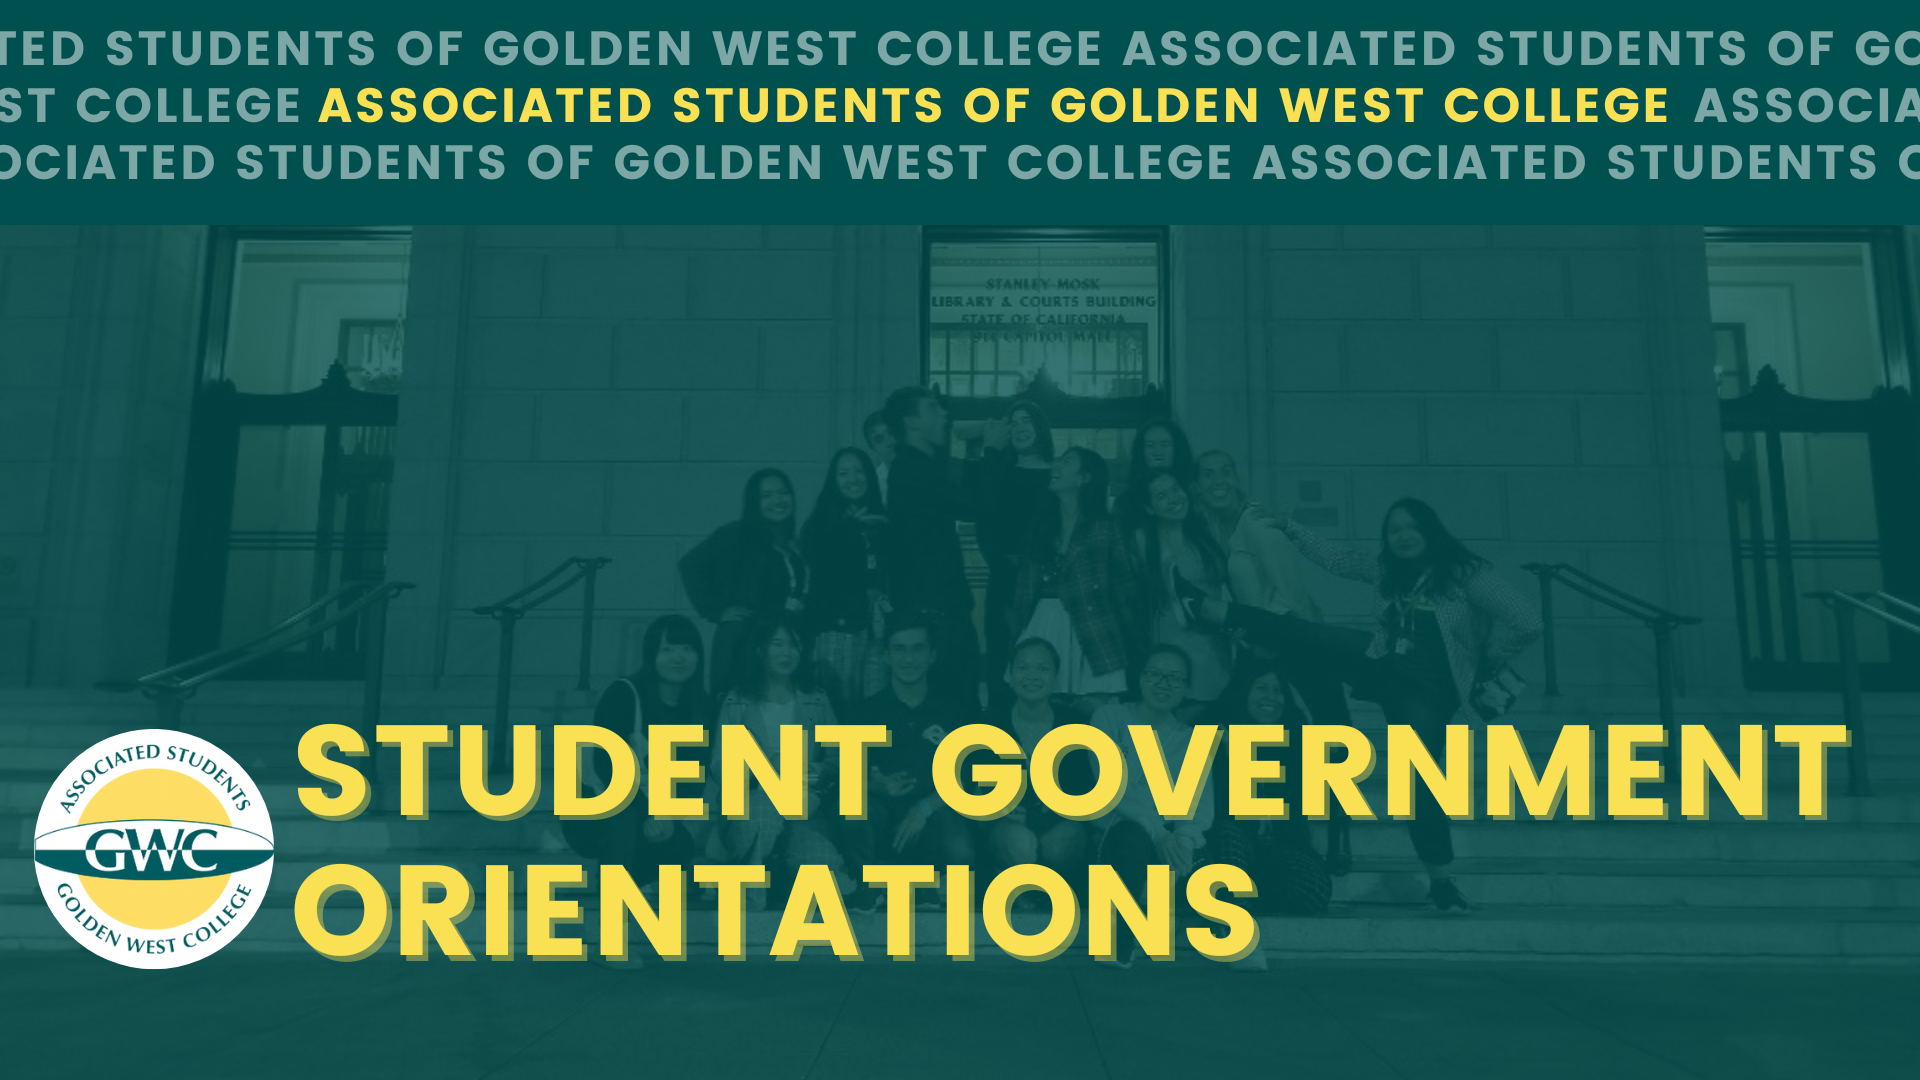 TED STUDENTS OF GOLDEN WEST COLLEGE ASSOCIATED STUDENTS OF GO
ST COLLEGE ASSOCIATED STUDENTS OF GOLDEN WEST COLLEGE ASSOCIA
OCIATED STUDENTS OF GOLDEN WEST COLLEGE ASSOCIATED STUDENTS O
STANLEY MOSK
LIBRARY & COURTS BUILDING
STATE OF CALIFORNIA
CAPITOL MALL
STUDENT GOVERNMENT
ORIENTATIONS
ASSOCIATED STUDENTS
GWC
GOLDEN WEST COLLEGE